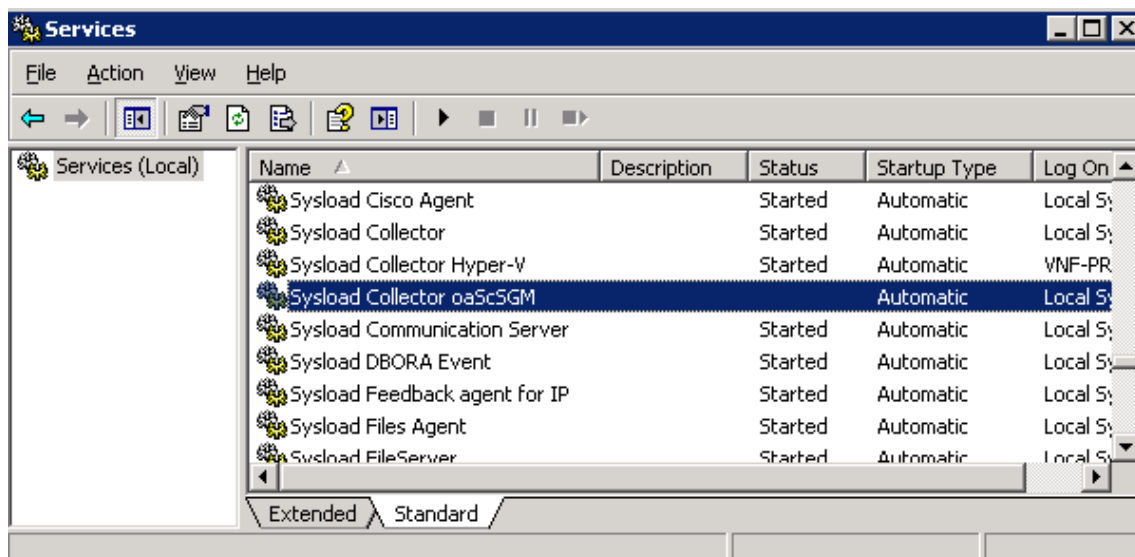 Services
File Action View Help
Services (Local)
Name Description Status Startup Type Log On
Sysload Cisco Agent Started Automatic Local Sy
Sysload Collector Started Automatic Local Sy
Sysload Collector Hyper-V Started Automatic VNF-PR
Sysload Collector oaScSGM Automatic Local Sy
Sysload Communication Server Started Automatic Local Sy
Sysload DBORA Event Started Automatic Local Sy
Sysload Feedback agent for IP Started Automatic Local Sy
Sysload Files Agent Started Automatic Local Sy
Sysload FileServer Started Automatic Local Sy
Extended Standard